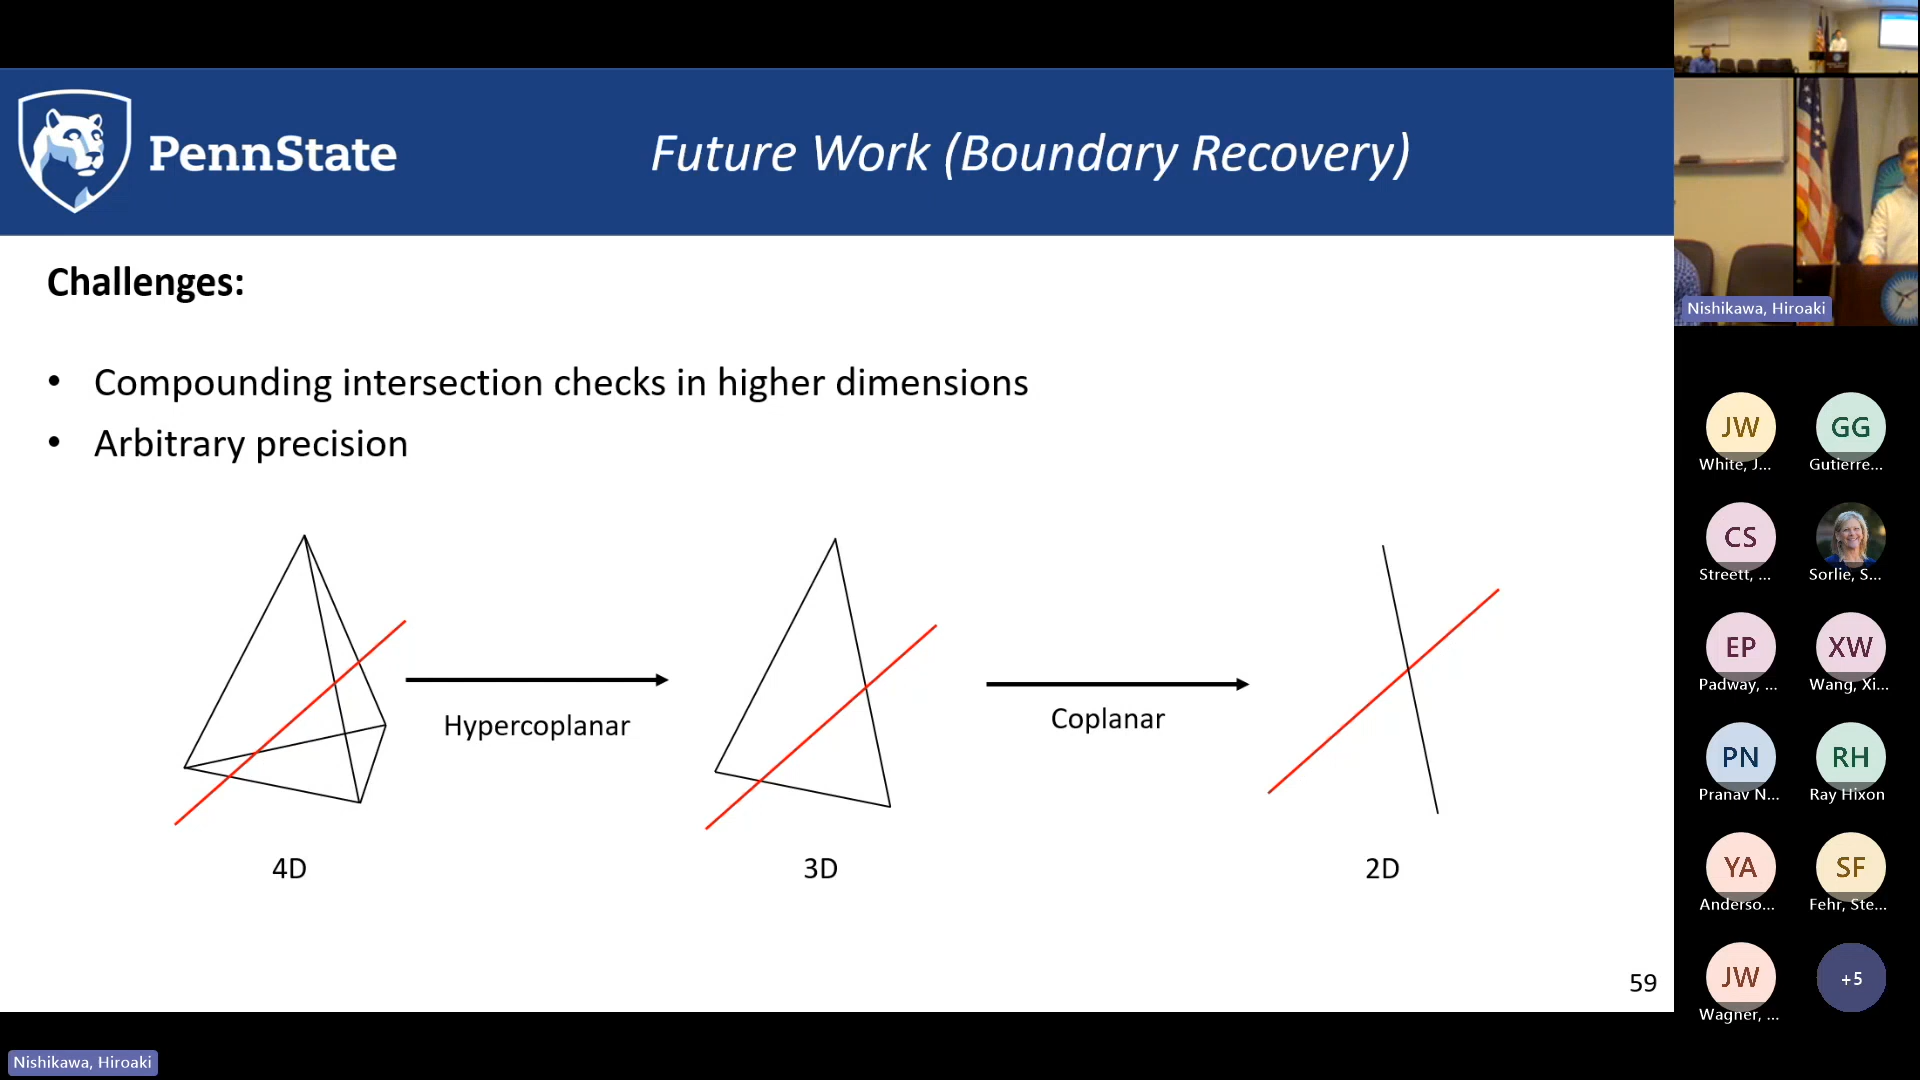 PennState
Future Work (Boundary Recovery)
Challenges:
• Compounding intersection checks in higher dimensions
• Arbitrary precision
Hypercoplanar
Coplanar
4D
3D
2D
59
Nishikawa, Hiroaki
JW
White, J...
GG
Gutierre...
CS
Streett, ...
Sorlie, S...
EP
Padway, ...
XW
Wang, Xi...
PN
Pranav N...
RH
Ray Hixon
YA
Anderso...
SF
Fehr, Ste...
JW
Wagner, ...
+5
Nishikawa, Hiroaki